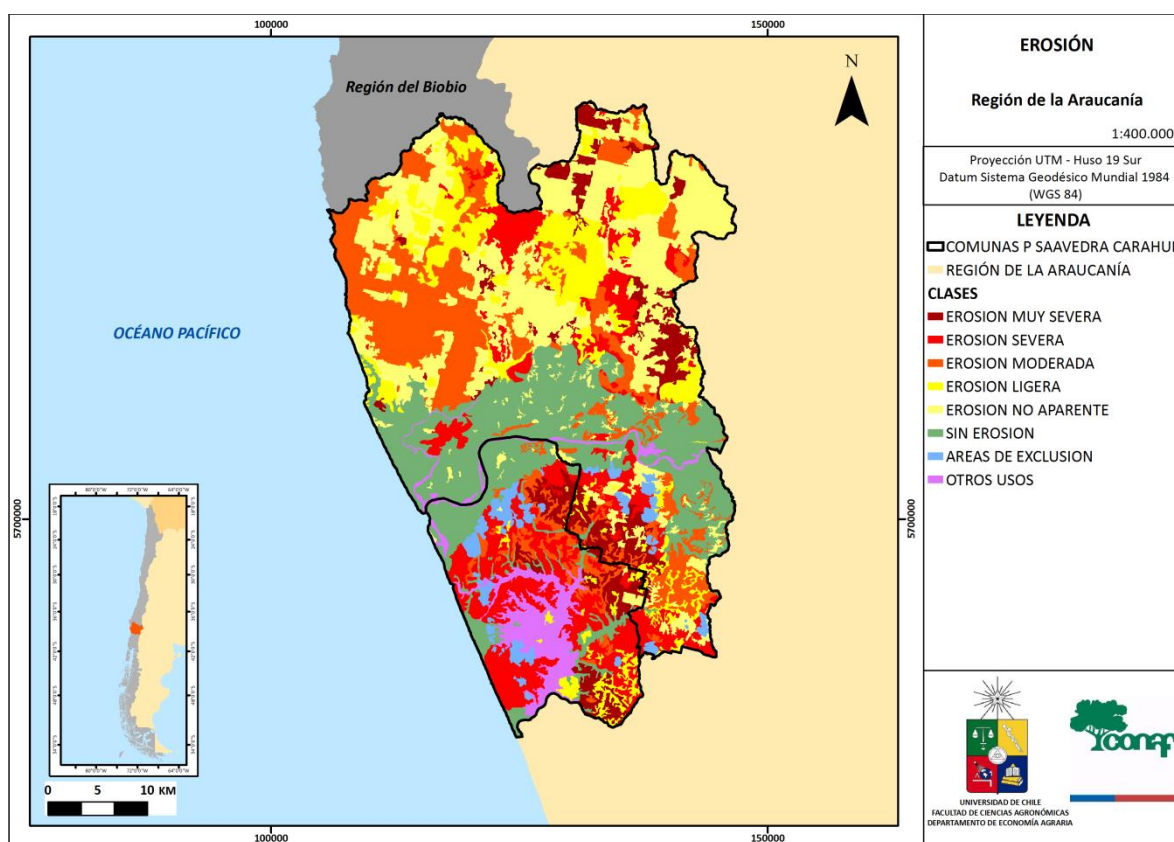 100000
150000
Región del Biobio
N
OCÉANO PACÍFICO
5700000
5700000
0 5 10 KM
100000
150000
EROSIÓN
Región de la Araucanía
1:400.000
Proyección UTM - Huso 19 Sur
Datum Sistema Geodésico Mundial 1984
(WGS 84)
LEYENDA
COMUNAS P SAAVEDRA CARAHU
REGIÓN DE LA ARAUCANÍA
CLASES
EROSION MUY SEVERA
EROSION SEVERA
EROSION MODERADA
EROSION LIGERA
EROSION NO APARENTE
SIN EROSION
AREAS DE EXCLUSION
OTROS USOS
UNIVERSIDAD DE CHILE
FACULTAD DE CIENCIAS AGRONÓMICAS
DEPARTAMENTO DE ECONOMÍA AGRARIA
conaf